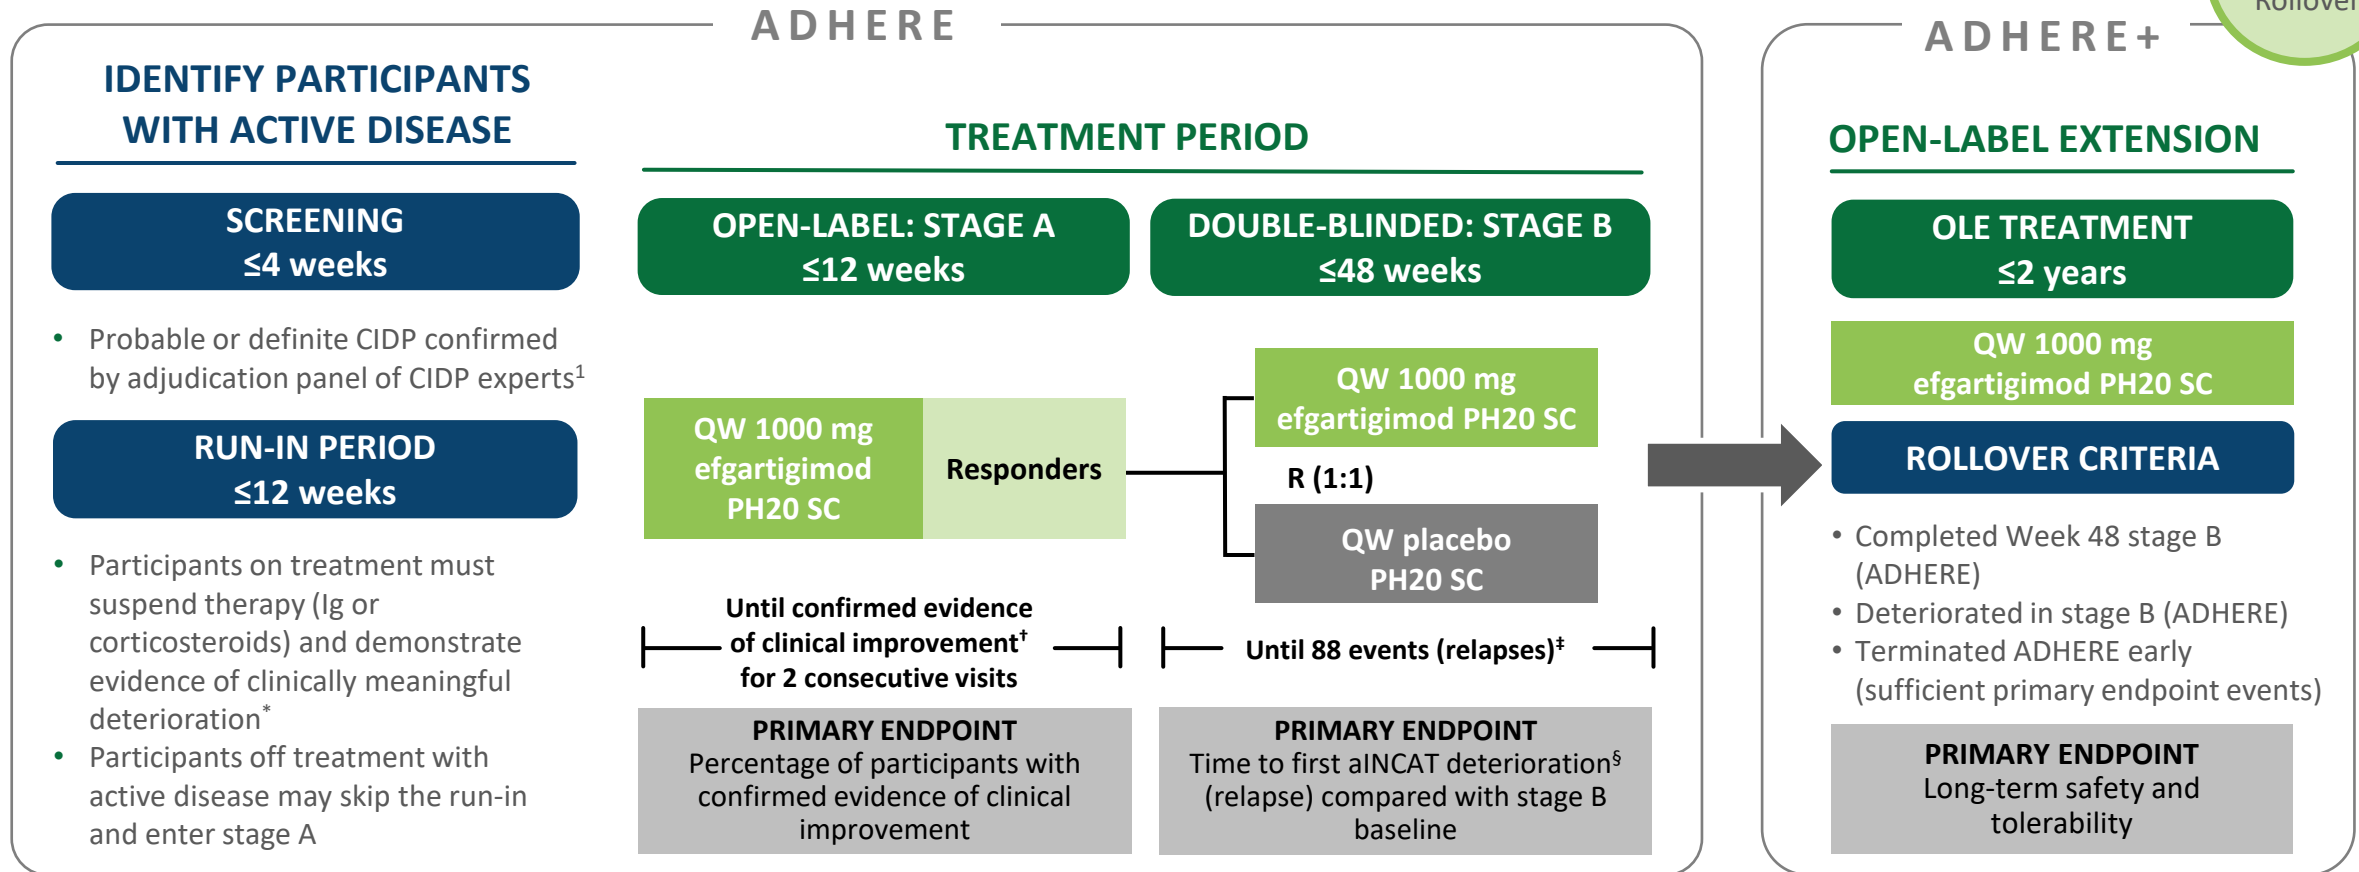 ADHERE
IDENTIFY PARTICIPANTS
WITH ACTIVE DISEASE
SCREENING
≤4 weeks
• Probable or definite CIDP confirmed
by adjudication panel of CIDP experts¹
RUN-IN PERIOD
≤12 weeks
• Participants on treatment must
suspend therapy (Ig or
corticosteroids) and demonstrate
evidence of clinically meaningful
deterioration*
• Participants off treatment with
active disease may skip the run-in
and enter stage A
TREATMENT PERIOD
OPEN-LABEL: STAGE A
≤12 weeks
QW 1000 mg
efgartigimod
PH20 SC
Responders
Until confirmed evidence
of clinical improvement†
for 2 consecutive visits
PRIMARY ENDPOINT
Percentage of participants with
confirmed evidence of clinical
improvement
DOUBLE-BLINDED: STAGE B
≤48 weeks
QW 1000 mg
efgartigimod PH20 SC
R (1:1)
QW placebo
PH20 SC
Until 88 events (relapses)‡
PRIMARY ENDPOINT
Time to first aINCAT deterioration§
(relapse) compared with stage B
baseline
ADHERE+
Rollover
OPEN-LABEL EXTENSION
OLE TREATMENT
≤2 years
QW 1000 mg
efgartigimod PH20 SC
ROLLOVER CRITERIA
• Completed Week 48 stage B
(ADHERE)
• Deteriorated in stage B (ADHERE)
• Terminated ADHERE early
(sufficient primary endpoint events)
PRIMARY ENDPOINT
Long-term safety and
tolerability